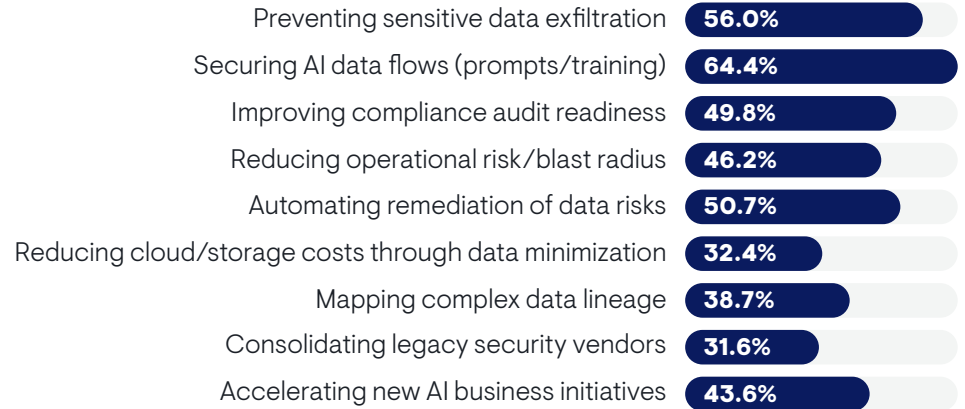 Preventing sensitive data exfiltration 56.0%
Securing AI data flows (prompts/training) 64.4%
Improving compliance audit readiness 49.8%
Reducing operational risk/blast radius 46.2%
Automating remediation of data risks 50.7%
Reducing cloud/storage costs through data minimization 32.4%
Mapping complex data lineage 38.7%
Consolidating legacy security vendors 31.6%
Accelerating new AI business initiatives 43.6%